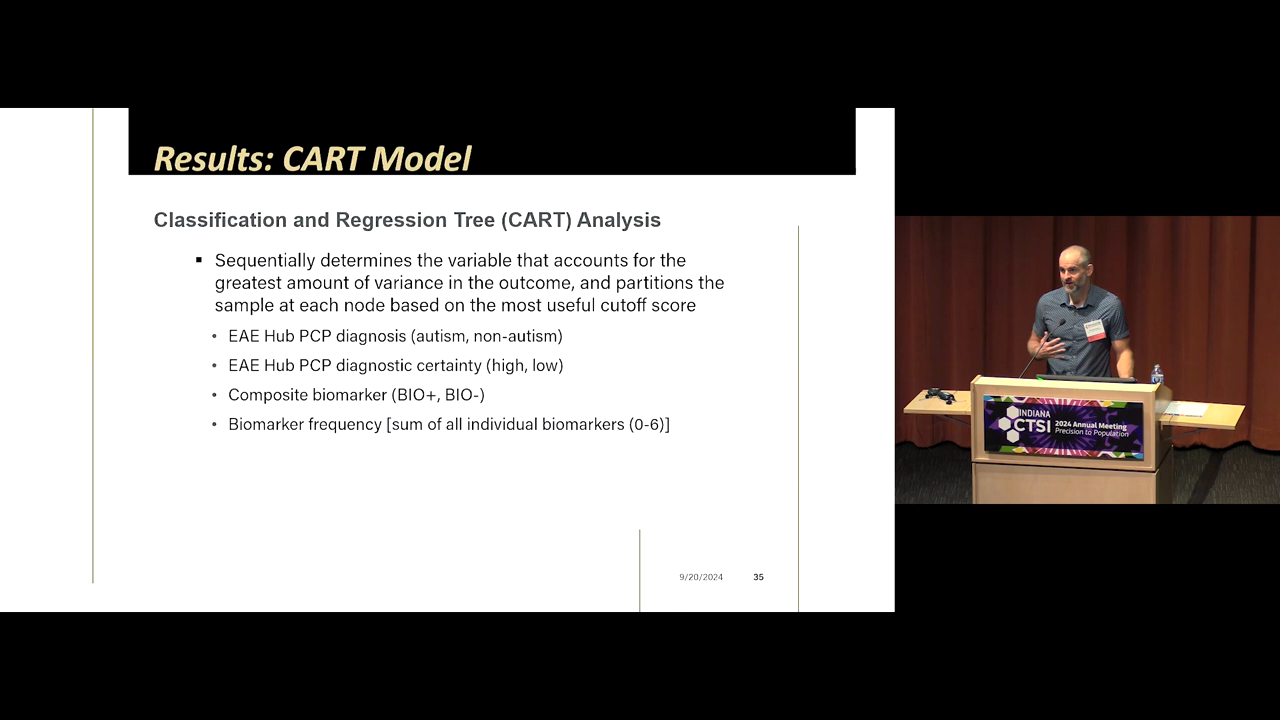 Results: CART Model
Classification and Regression Tree (CART) Analysis
▪ Sequentially determines the variable that accounts for the
greatest amount of variance in the outcome, and partitions the
sample at each node based on the most useful cutoff score
• EAE Hub PCP diagnosis (autism, non-autism)
• EAE Hub PCP diagnostic certainty (high, low)
• Composite biomarker (BIO+, BIO-)
• Biomarker frequency [sum of all individual biomarkers (0-6)]
9/20/2024 35
INDIANA
CTSI
2024 Annual Meeting
Precision to Population